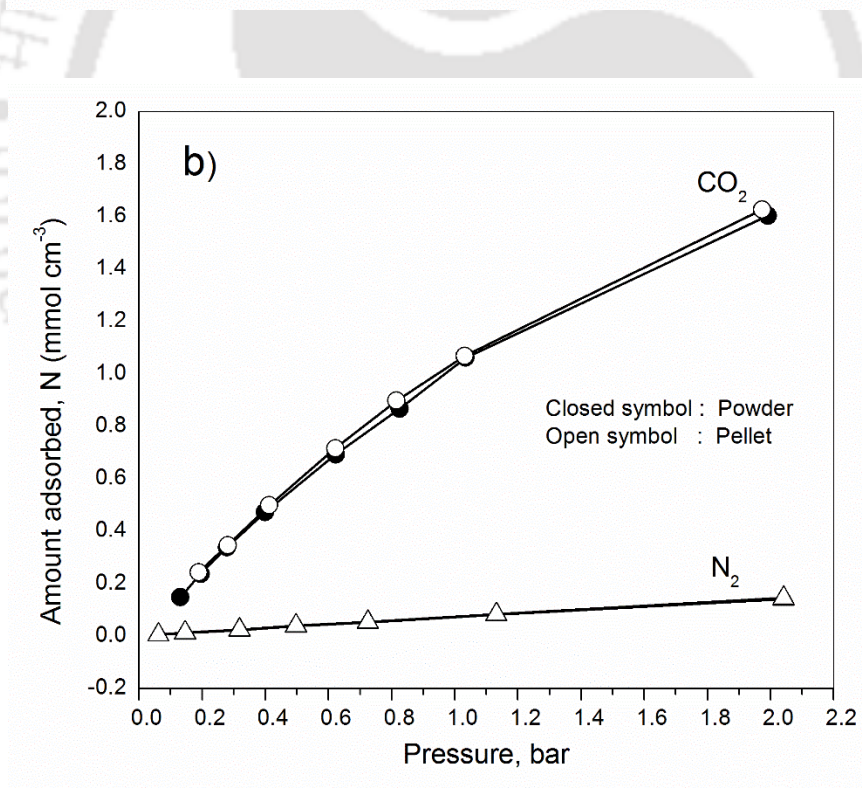 b)
CO₂
N₂
Closed symbol : Powder
Open symbol : Pellet
Amount adsorbed, N (mmol cm⁻³)
2.0
1.8
1.6
1.4
1.2
1.0
0.8
0.6
0.4
0.2
0.0
-0.2
0.0 0.2 0.4 0.6 0.8 1.0 1.2 1.4 1.6 1.8 2.0 2.2
Pressure, bar